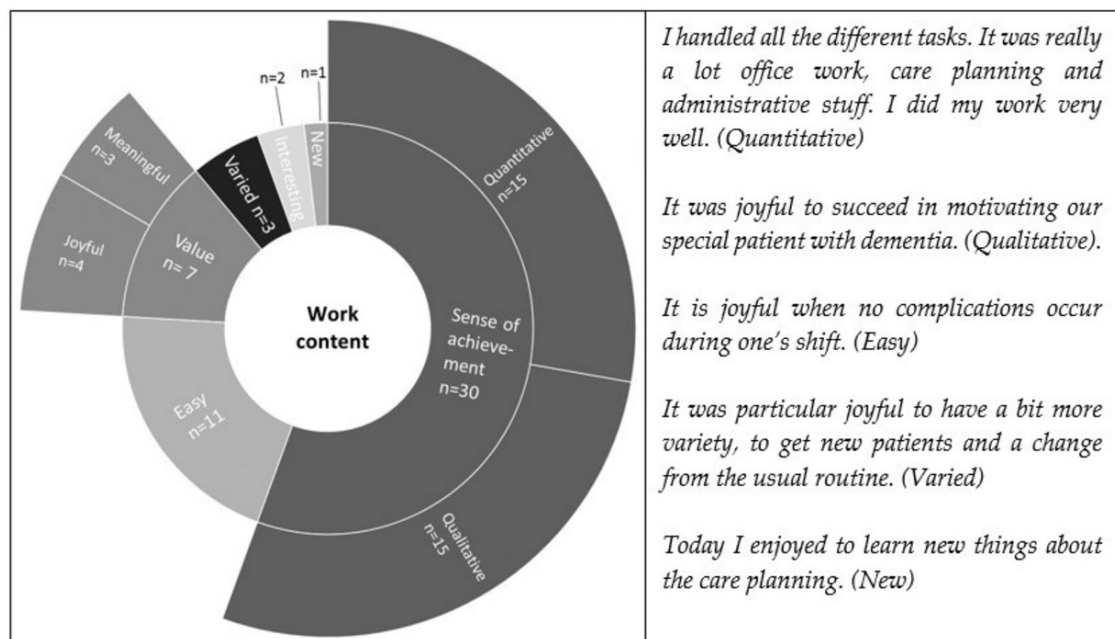 n=2
n=1
New
Interesting
Varied n=3
Meaningful
n=3
Joyful
n=4
Value
n= 7
Easy
n=11
Work
content
Sense of
achieve-
ment
n=30
Quantitative
n=15
Qualitative
n=15
I handled all the different tasks. It was really
a lot office work, care planning and
administrative stuff. I did my work very
well. (Quantitative)
It was joyful to succeed in motivating our
special patient with dementia. (Qualitative).
It is joyful when no complications occur
during one's shift. (Easy)
It was particular joyful to have a bit more
variety, to get new patients and a change
from the usual routine. (Varied)
Today I enjoyed to learn new things about
the care planning. (New)